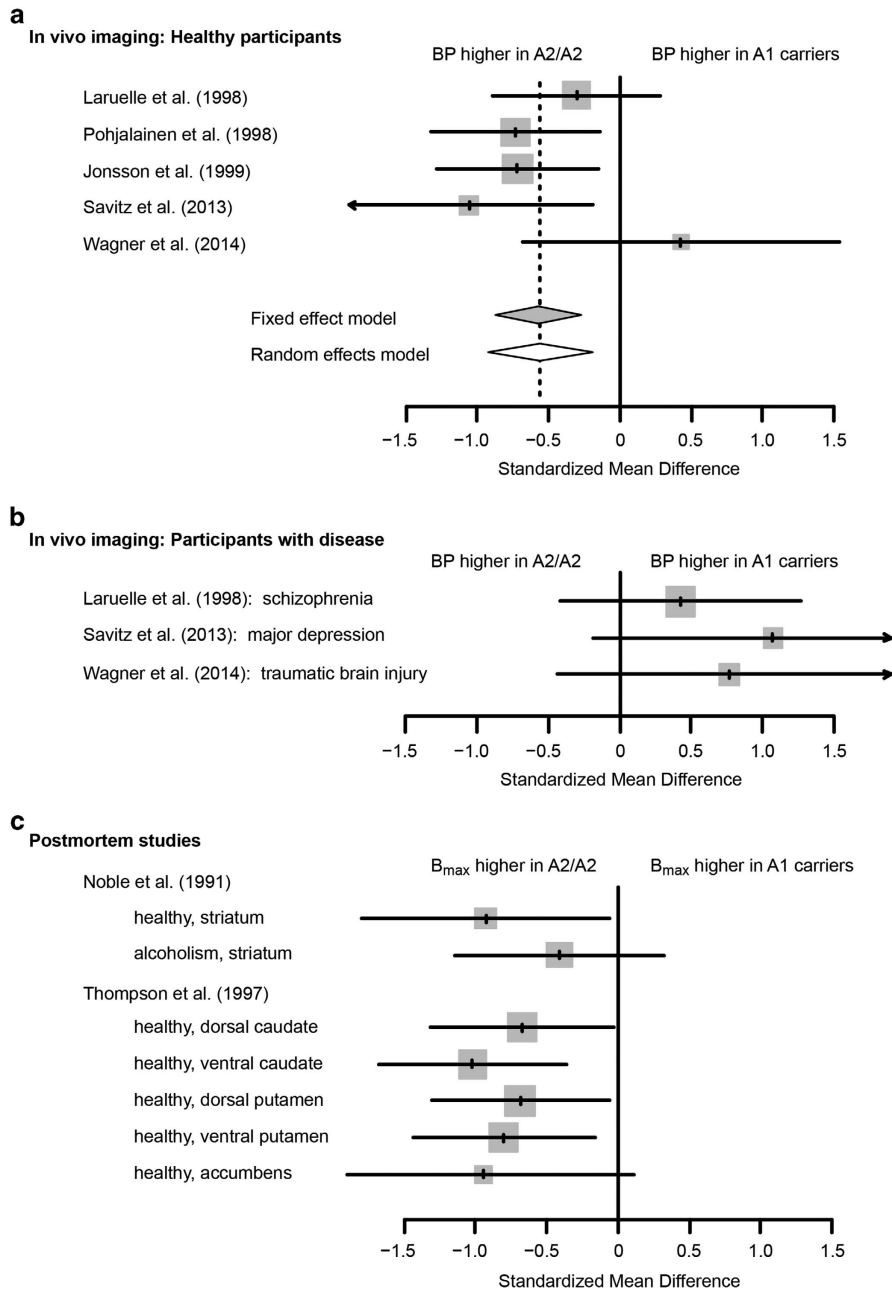 a
In vivo imaging: Healthy participants
BP higher in A2/A2 BP higher in A1 carriers
Laruelle et al. (1998)
Pohjalainen et al. (1998)
Jonsson et al. (1999)
Savitz et al. (2013)
Wagner et al. (2014)
Fixed effect model
Random effects model
−1.5 −1.0 −0.5 0 0.5 1.0 1.5
Standardized Mean Difference
b
In vivo imaging: Participants with disease
BP higher in A2/A2 BP higher in A1 carriers
Laruelle et al. (1998): schizophrenia
Savitz et al. (2013): major depression
Wagner et al. (2014): traumatic brain injury
−1.5 −1.0 −0.5 0 0.5 1.0 1.5
Standardized Mean Difference
c
Postmortem studies
Bmax higher in A2/A2 Bmax higher in A1 carriers
Noble et al. (1991)
healthy, striatum
alcoholism, striatum
Thompson et al. (1997)
healthy, dorsal caudate
healthy, ventral caudate
healthy, dorsal putamen
healthy, ventral putamen
healthy, accumbens
−1.5 −1.0 −0.5 0 0.5 1.0 1.5
Standardized Mean Difference